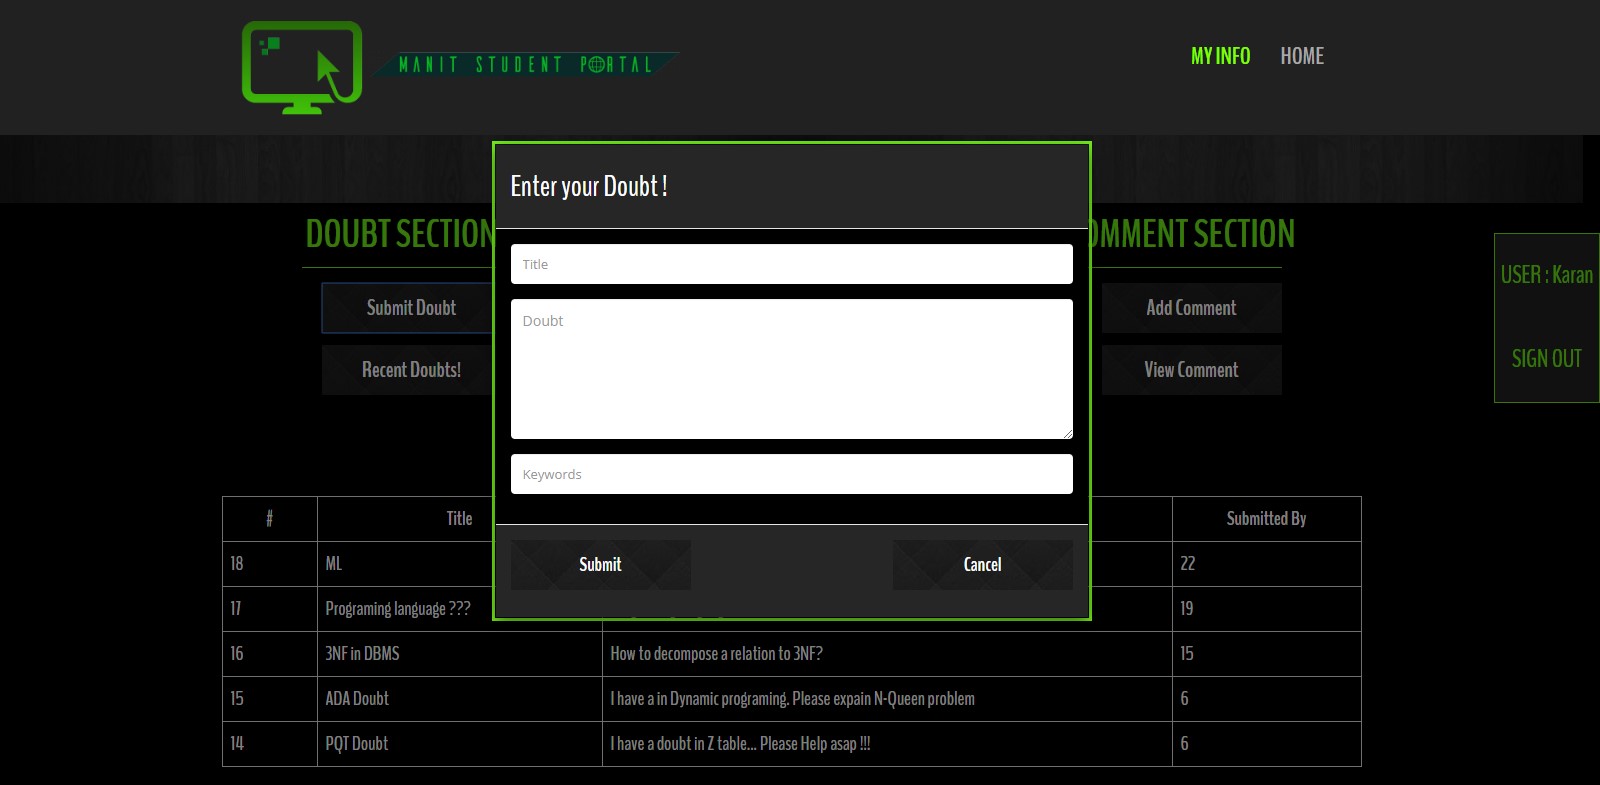 MANIT STUDENT PORTAL
MY INFO HOME
Enter your Doubt !
DOUBT SECTION
OMMENT SECTION
Title
USER : Karan
Submit Doubt
Add Comment
Doubt
SIGN OUT
Recent Doubts!
View Comment
Keywords
# Title Submitted By
Submit Cancel
18 ML 22
17 Programing language ??? 19
16 3NF in DBMS How to decompose a relation to 3NF? 15
15 ADA Doubt I have a in Dynamic programing. Please expain N-Queen problem 6
14 PQT Doubt I have a doubt in Z table... Please Help asap !!! 6